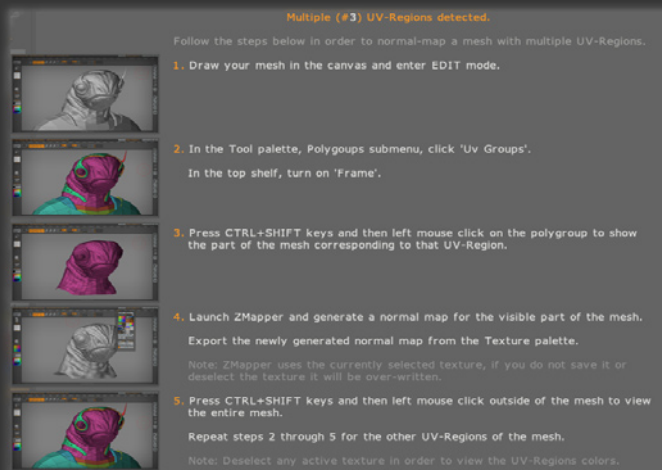 Multiple (#3) UV-Regions detected.
Follow the steps below in order to normal-map a mesh with multiple UV-Regions.
1. Draw your mesh in the canvas and enter EDIT mode.
2. In the Tool palette, Polygoups submenu, click 'Uv Groups'.
In the top shelf, turn on 'Frame'.
3. Press CTRL+SHIFT keys and then left mouse click on the polygroup to show
the part of the mesh corresponding to that UV-Region.
4. Launch ZMapper and generate a normal map for the visible part of the mesh.
Export the newly generated normal map from the Texture palette.
Note: ZMapper uses the currently selected texture, if you do not save it or
deselect the texture it will be over-written.
5. Press CTRL+SHIFT keys and then left mouse click outside of the mesh to view
the entire mesh.
Repeat steps 2 through 5 for the other UV-Regions of the mesh.
Note: Deselect any active texture in order to view the UV-Regions colors.